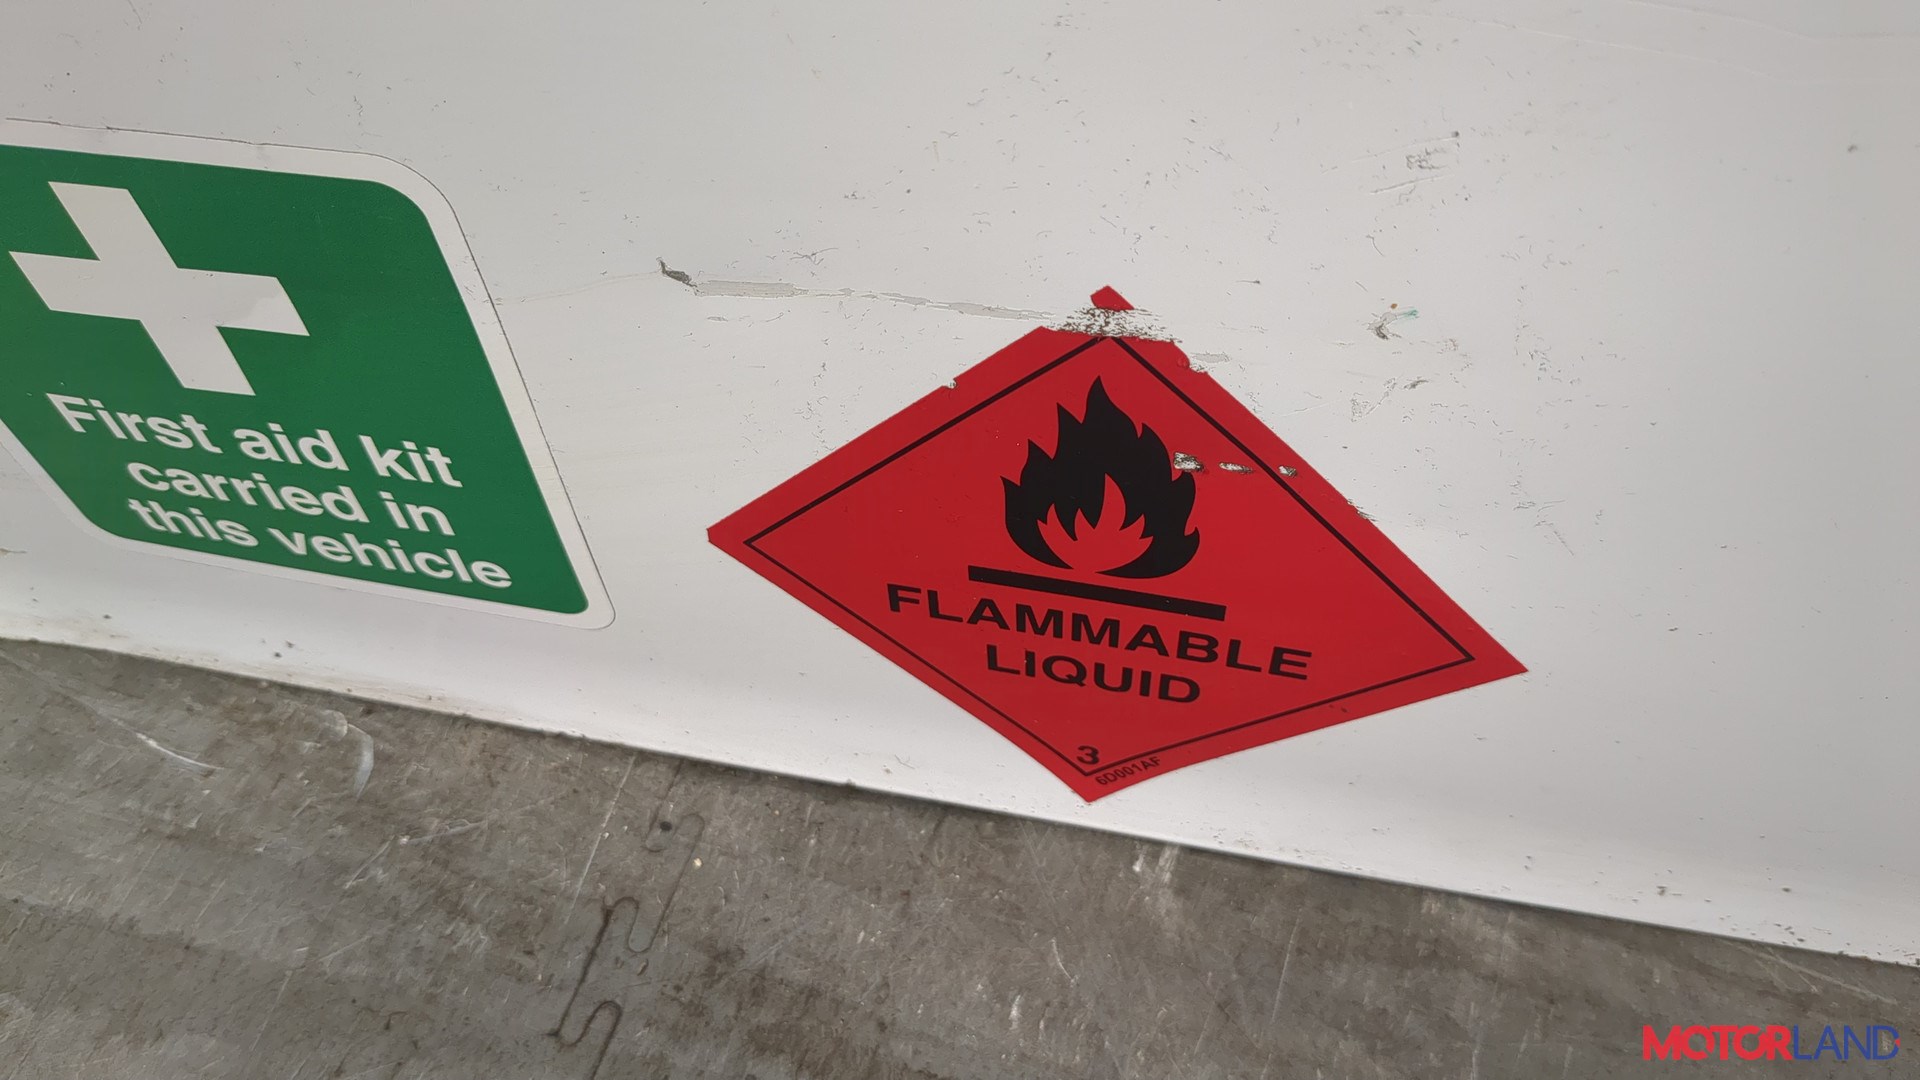 First aid kit
carried in
this vehicle
FLAMMABLE
LIQUID
3
6D001AF
MOTORLAND